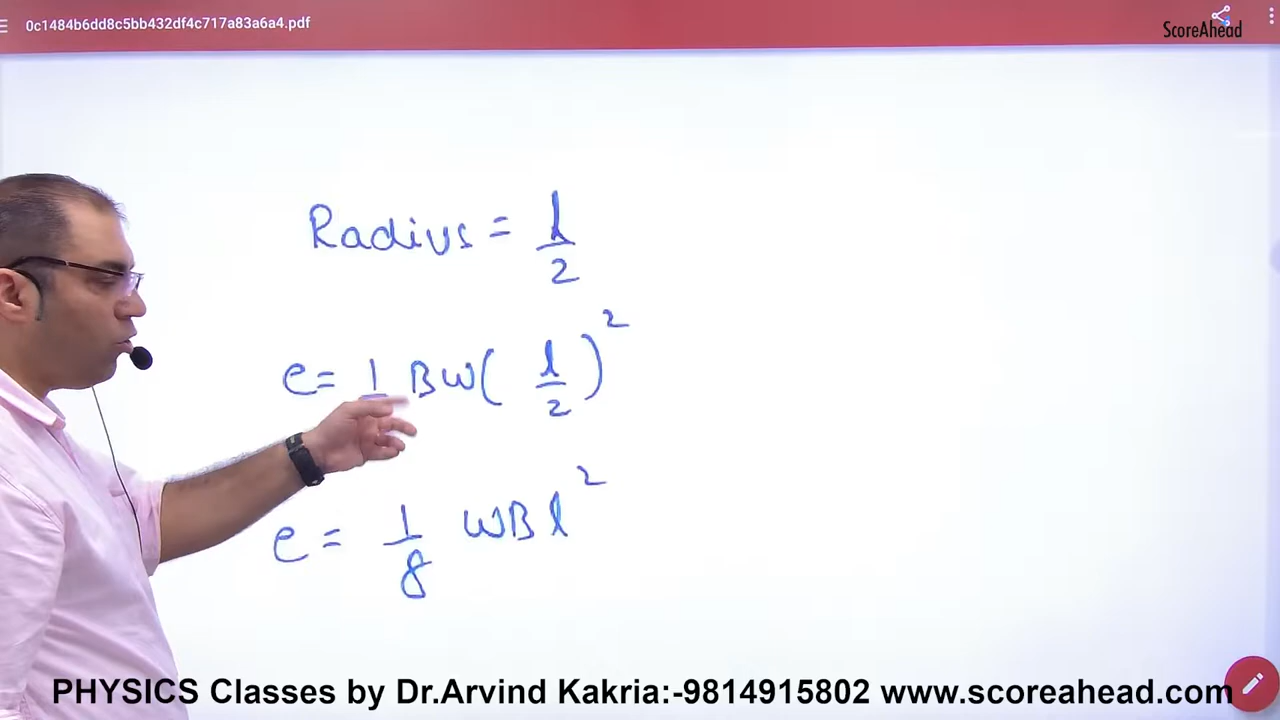 0c1484b6dd8c5bb432df4c717a83a6a4.pdf
ScoreAhead
Radius = l/2
e = 1/ Bω(l/2)²
e = 1/8 ωBl²
PHYSICS Classes by Dr.Arvind Kakria:-9814915802 www.scoreahead.com